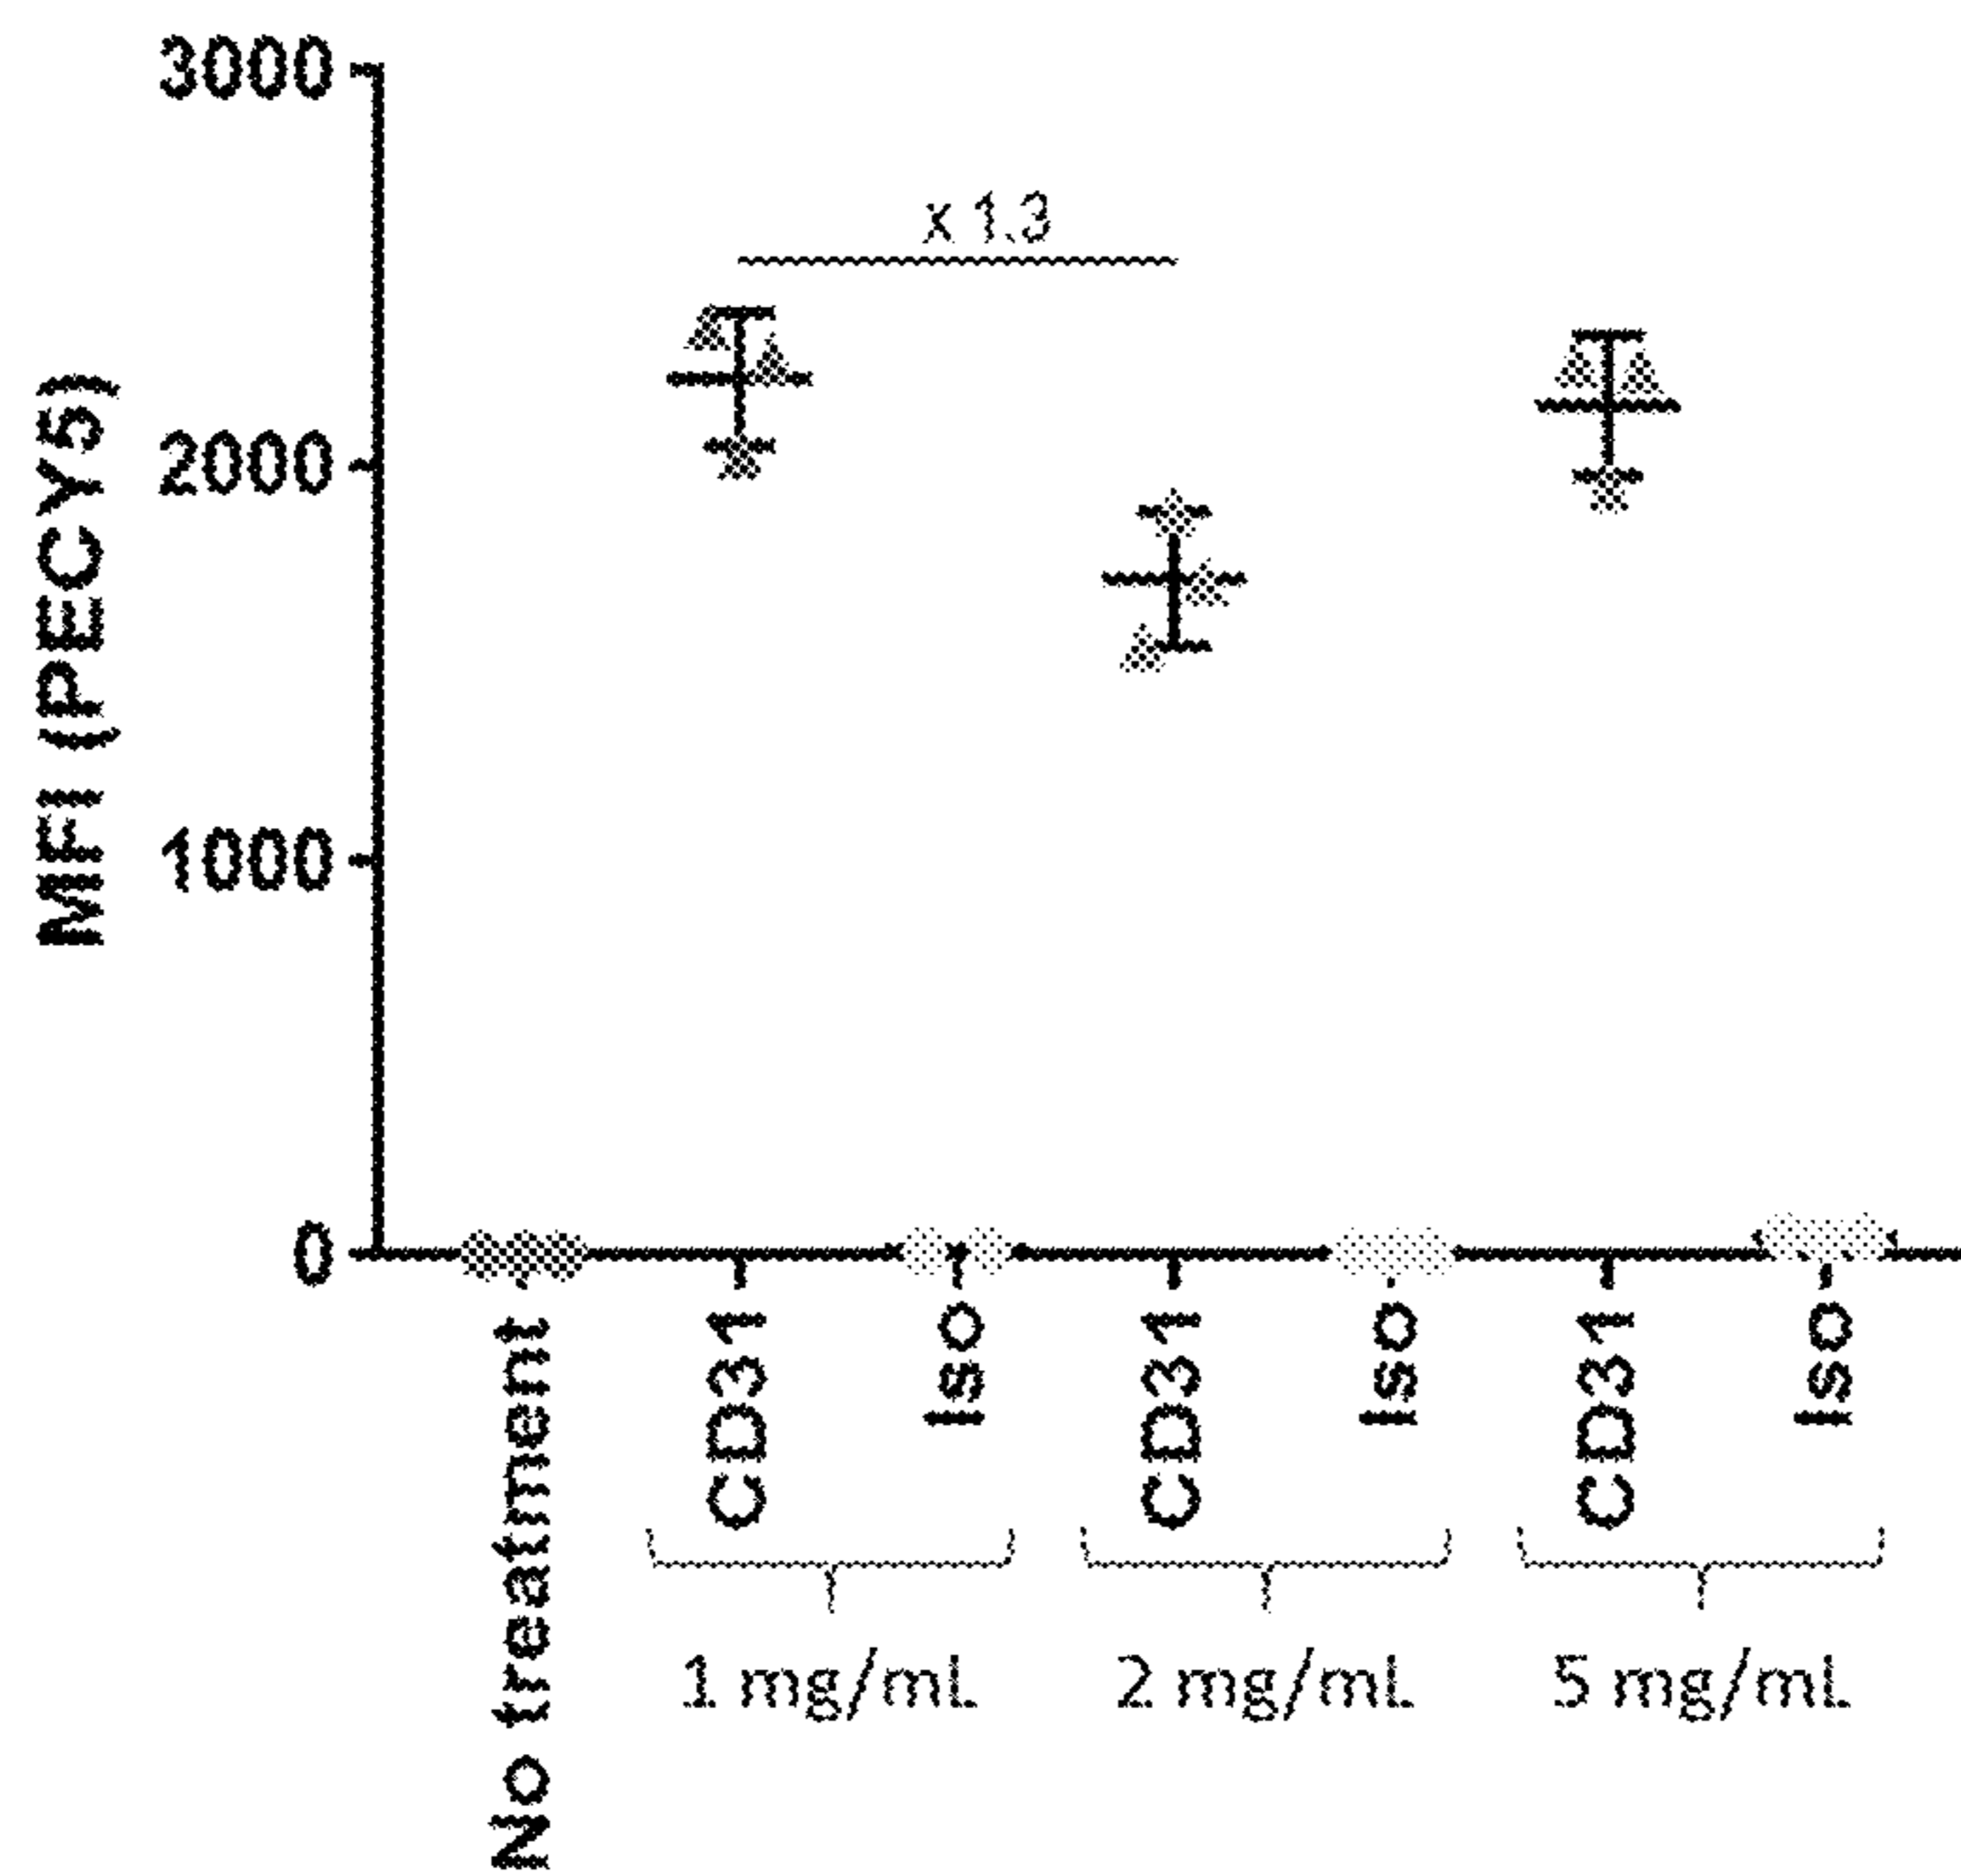 3000
2000
1000
0
MFI (PECY5)
x 1.3
No treatment
CD31
Iso
CD31
Iso
CD31
Iso
1 mg/mL
2 mg/mL
5 mg/mL